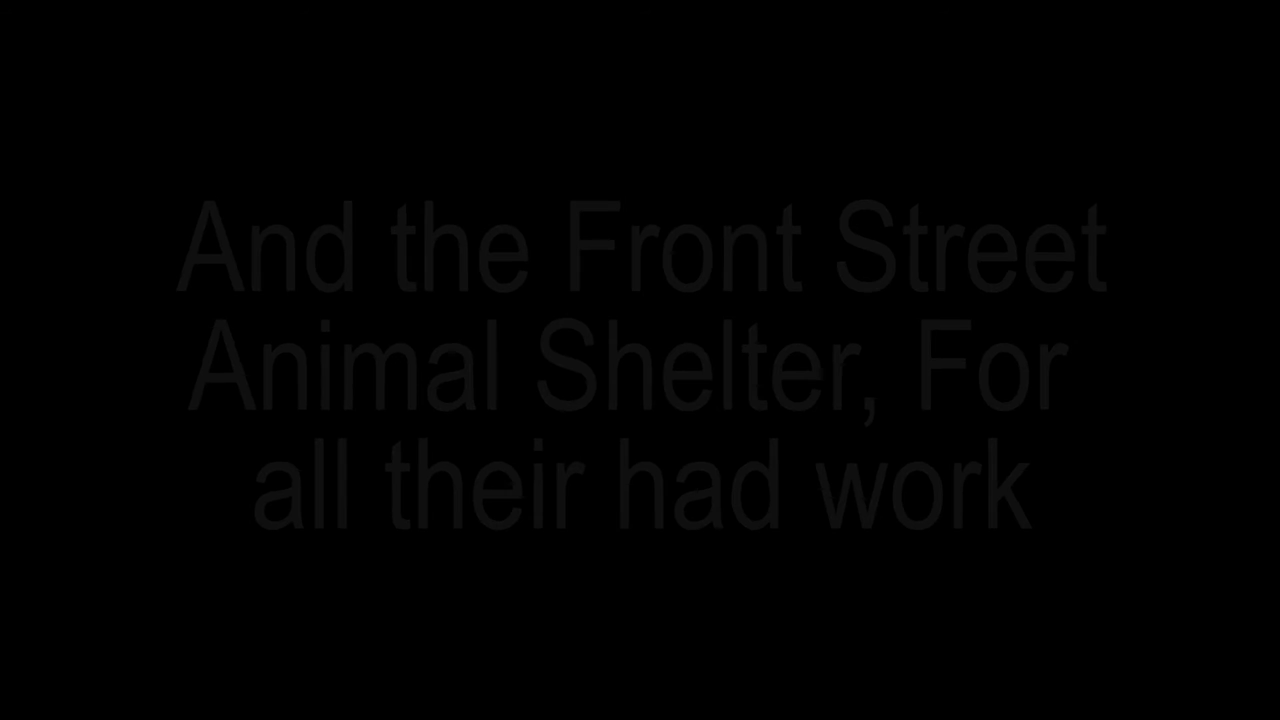 And the Front Street
Animal Shelter, For
all their had work